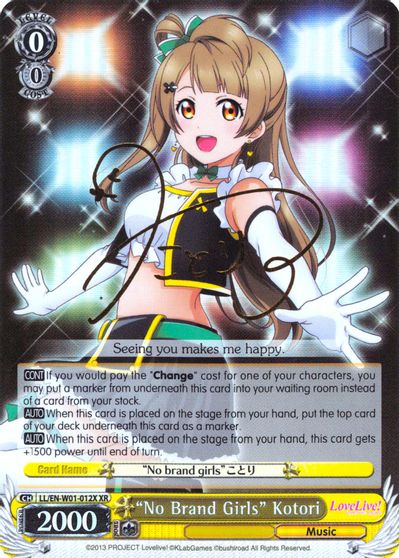 LEVEL
0
0
COST
Seeing you makes me happy.
CONT If you would pay the "Change" cost for one of your characters, you
may put a marker from underneath this card into your waiting room instead
of a card from your stock.
AUTO When this card is placed on the stage from your hand, put the top card
of your deck underneath this card as a marker.
AUTO When this card is placed on the stage from your hand, this card gets
+1500 power until end of turn.
Card Name
"No brand girls"ことり
CH LL/EN-W01-012X XR
"No Brand Girls" Kotori
LoveLive!
POWER
2000
SOUL
Music
©2013 PROJECT Lovelive! ©KLabGames ©bushiroad All Rights Reserved.